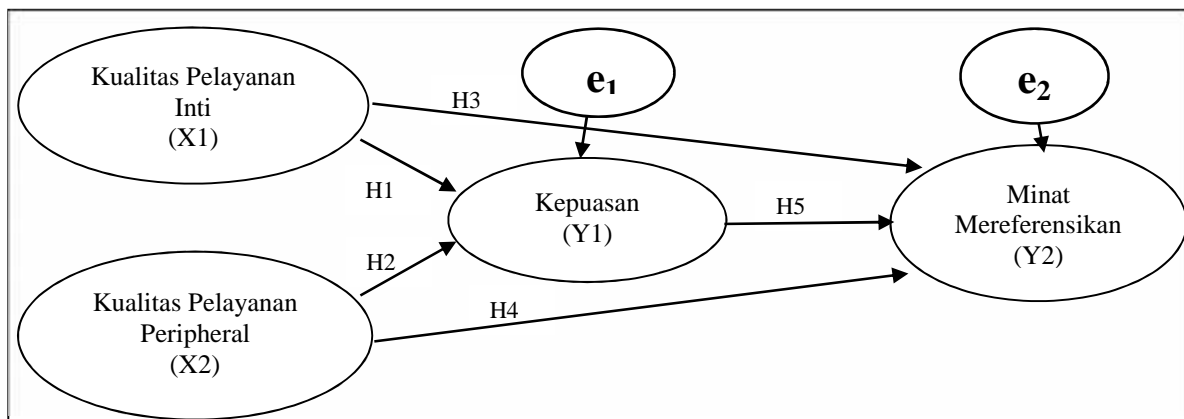 Kualitas Pelayanan
Inti
(X1)
e1
e2
H3
H1
Kepuasan
(Y1)
H5
Minat
Mereferensikan
(Y2)
H2
Kualitas Pelayanan
Peripheral
(X2)
H4